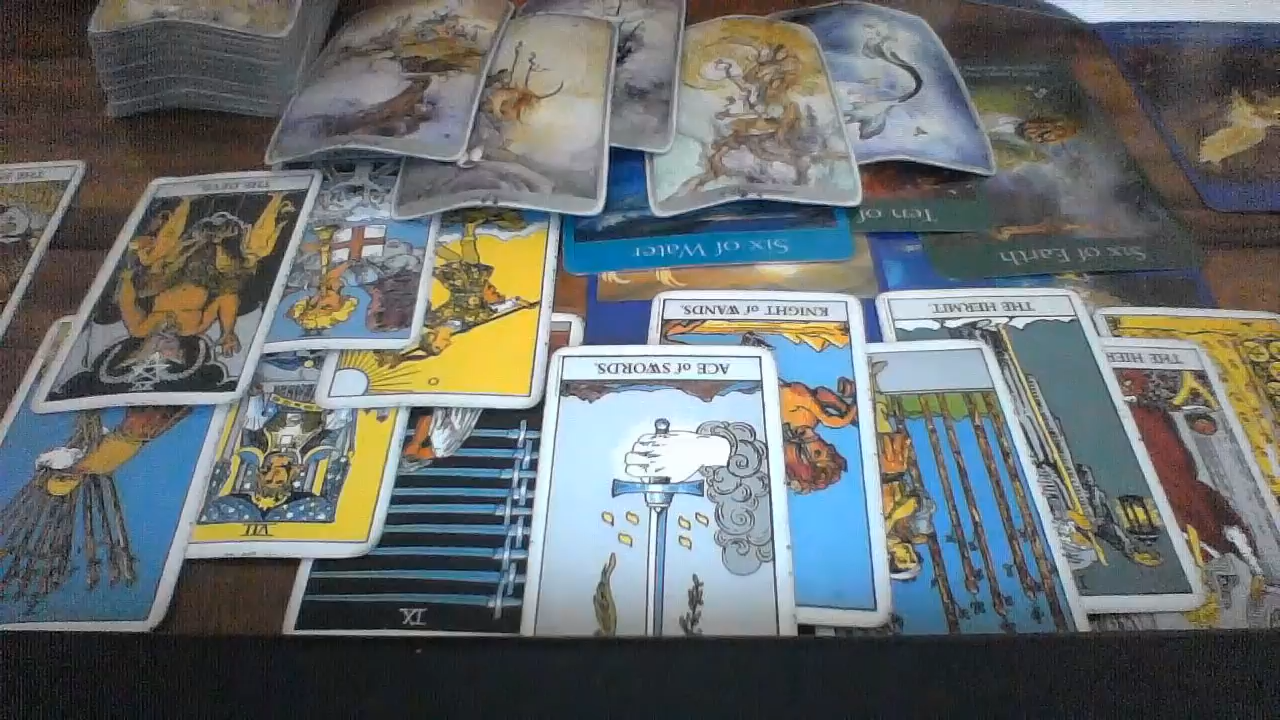 THE DEVIL.
Six of Water
Ten of
Six of Earth
KNIGHT of WANDS.
THE HERMIT.
THE HIE
ACE of SWORDS.
VII
IX